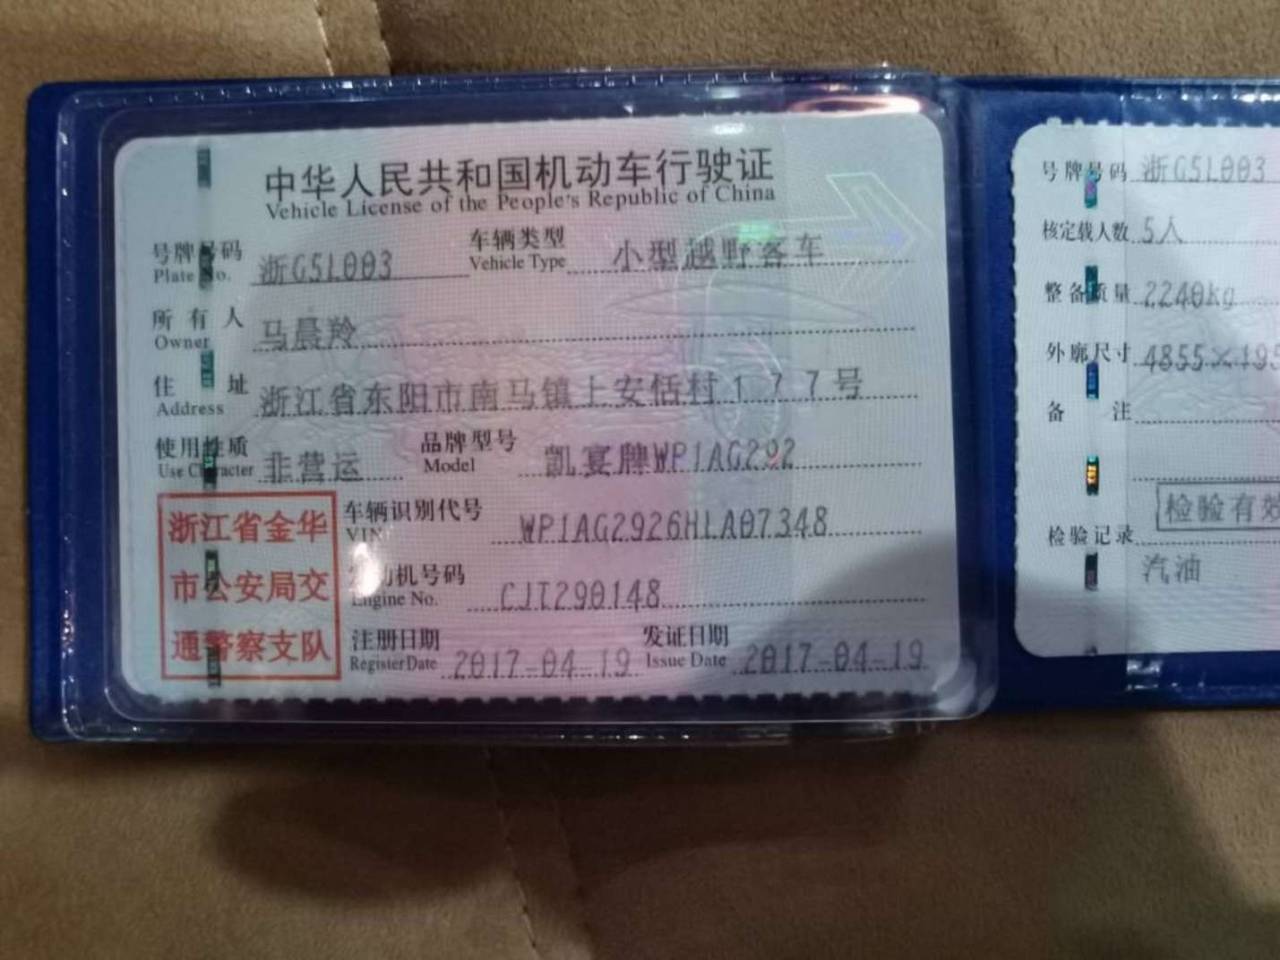 中华人民共和国机动车行驶证
Vehicle License of the People's Republic of China
号牌号码 浙G5L003 车辆类型 小型越野客车
Plate No. Vehicle Type
所有人 马晨羚
Owner
住址 浙江省东阳市南马镇上安恬村177号
Address
使用性质 非营运 品牌型号 凯宴牌WP1AG292
Use Character Model
浙江省金华
市公安局交
通警察支队
车辆识别代号 WP1AG2926HLA07348
VIN
发动机号码 CJT290148
Engine No.
注册日期 2017-04-19 发证日期 2017-04-19
Register Date Issue Date
号牌号码 浙G5L003
核定载人数 5人
整备质量 2240kg
外廓尺寸 4855×195
备注
检验有效
检验记录
汽油